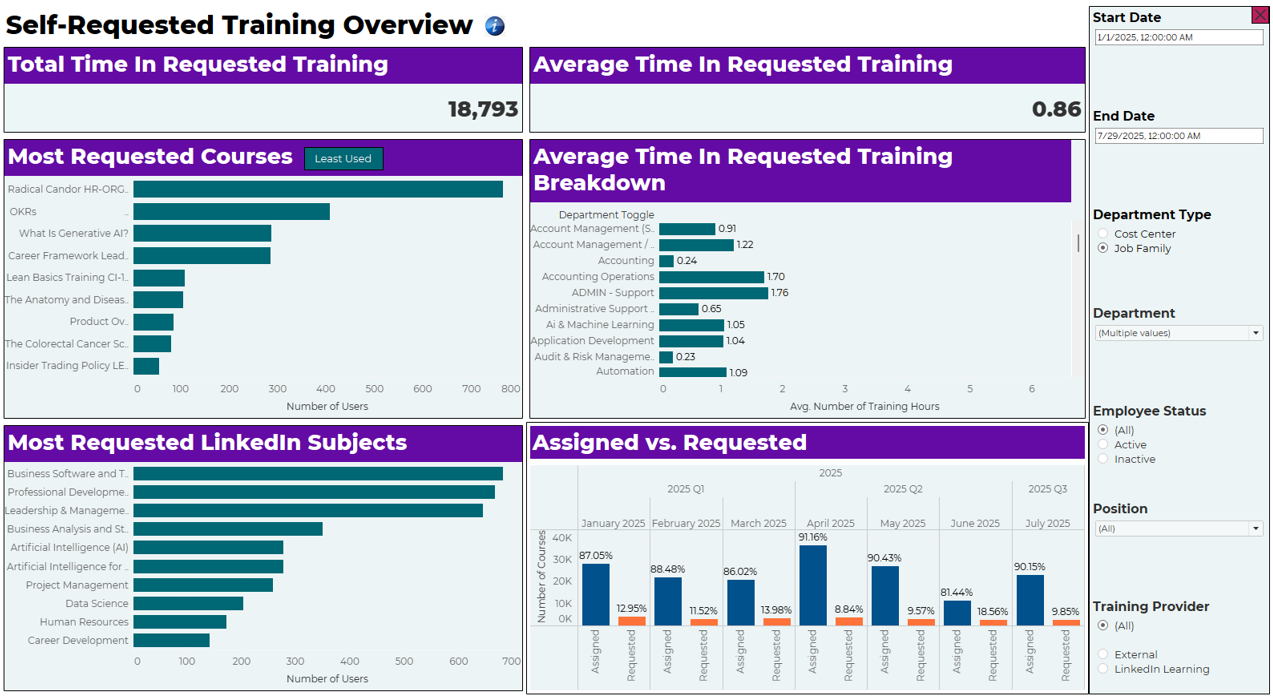 Self-Requested Training Overview
Total Time In Requested Training
18,793
Average Time In Requested Training
0.86
Most Requested Courses
Least Used
Radical Candor HR-ORG..
OKRs ..
What Is Generative AI?
Career Framework Lead..
Lean Basics Training CI-1..
The Anatomy and Diseas..
Product Ov..
The Colorectal Cancer Sc..
Insider Trading Policy LE..
0 100 200 300 400 500 600 700 800
Number of Users
Average Time In Requested Training
Breakdown
Department Toggle
Account Management (S.. 0.91
Account Management / .. 1.22
Accounting 0.24
Accounting Operations 1.70
ADMIN - Support 1.76
Administrative Support .. 0.65
Ai & Machine Learning 1.05
Application Development 1.04
Audit & Risk Manageme.. 0.23
Automation 1.09
0 1 2 3 4 5 6
Avg. Number of Training Hours
Most Requested LinkedIn Subjects
Business Software and T..
Professional Developme..
Leadership & Manageme..
Business Analysis and St..
Artificial Intelligence (AI)
Artificial Intelligence for ..
Project Management
Data Science
Human Resources
Career Development
0 100 200 300 400 500 600 700
Number of Users
Assigned vs. Requested
2025
2025 Q1 2025 Q2 2025 Q3
January 2025 February 2025 March 2025 April 2025 May 2025 June 2025 July 2025
Number of Courses
40K
30K
20K
10K
0K
87.05% 12.95% 88.48% 11.52% 86.02% 13.98% 91.16% 8.84% 90.43% 9.57% 81.44% 18.56% 90.15% 9.85%
Assigned Requested Assigned Requested Assigned Requested Assigned Requested Assigned Requested Assigned Requested Assigned Requested
Start Date
1/1/2025, 12:00:00 AM
End Date
7/29/2025, 12:00:00 AM
Department Type
Cost Center
Job Family
Department
(Multiple values)
Employee Status
(All)
Active
Inactive
Position
(All)
Training Provider
(All)
External
LinkedIn Learning